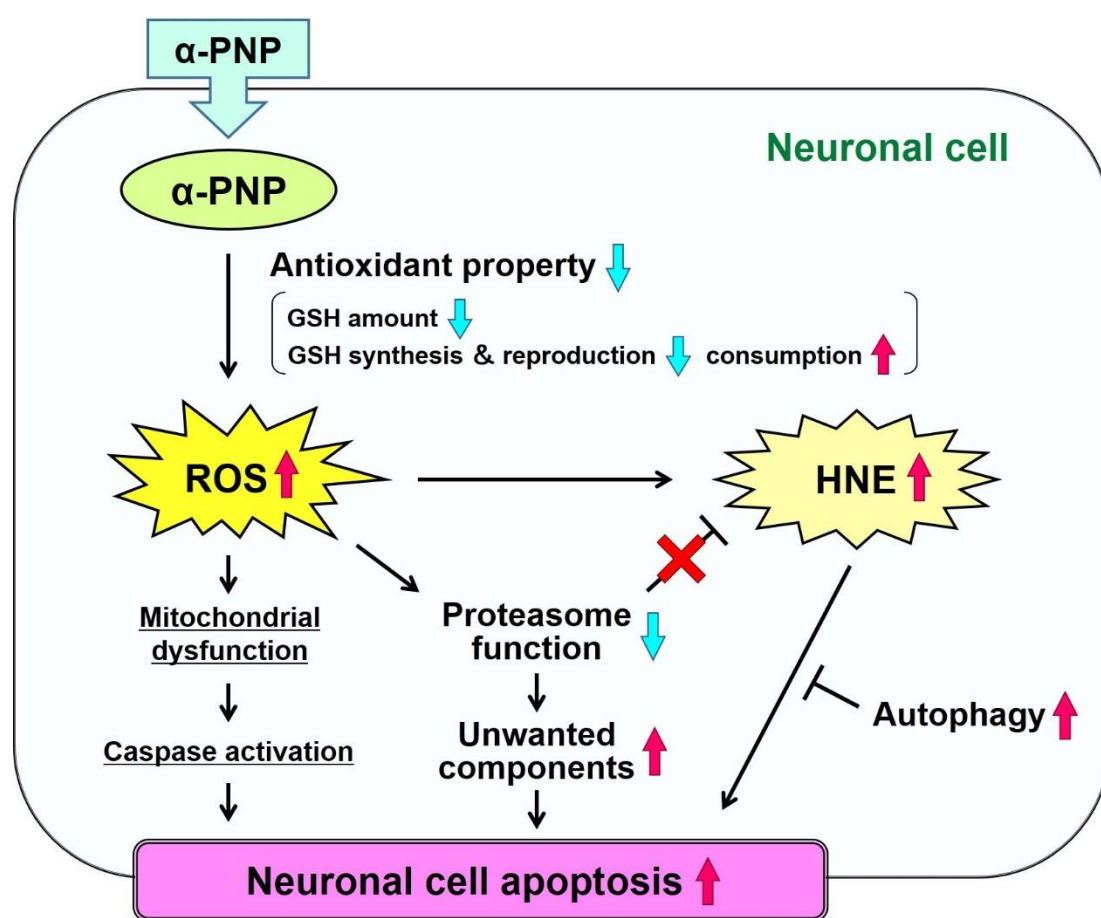 α-PNP
Neuronal cell
α-PNP
Antioxidant property
GSH amount
GSH synthesis & reproduction consumption
ROS
HNE
Mitochondrial
dysfunction
Proteasome
function
Caspase activation
Unwanted
components
Autophagy
Neuronal cell apoptosis